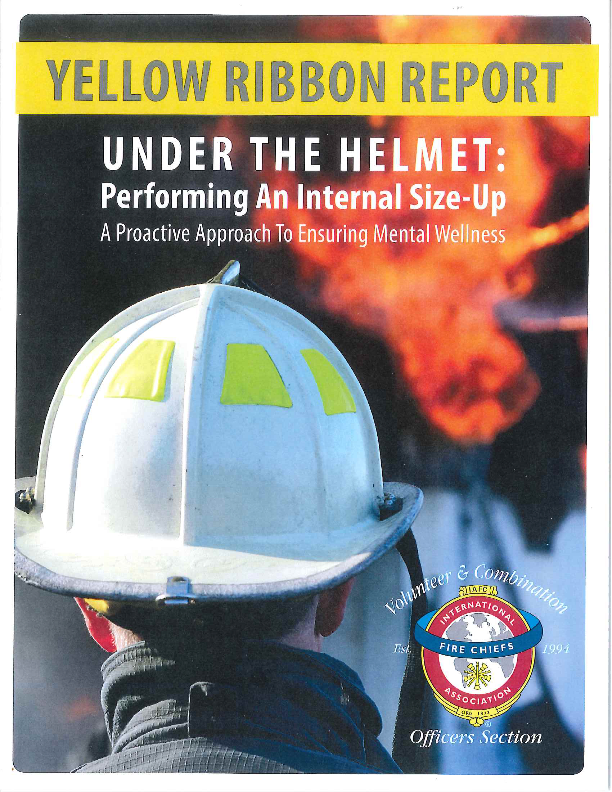 YELLOW RIBBON REPORT
UNDER THE HELMET:
Performing An Internal Size-Up
A Proactive Approach To Ensuring Mental Wellness
Volunteer & Combination
IAFC
INTERNATIONAL
Est. 1994
FIRE CHIEFS
ASSOCIATION
Officers Section